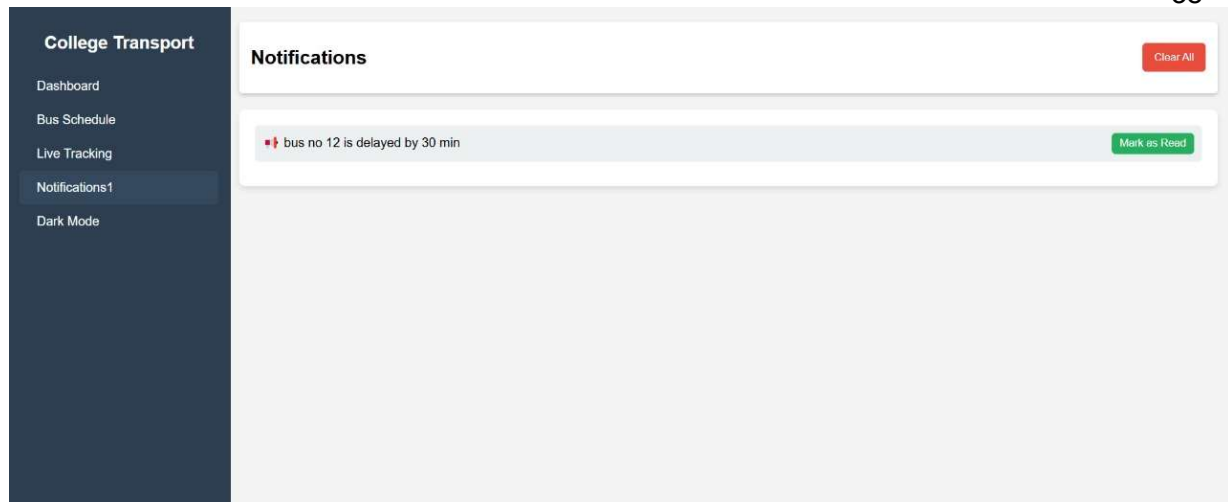 College Transport
Dashboard
Bus Schedule
Live Tracking
Notifications1
Dark Mode
Notifications
Clear All
bus no 12 is delayed by 30 min
Mark as Read